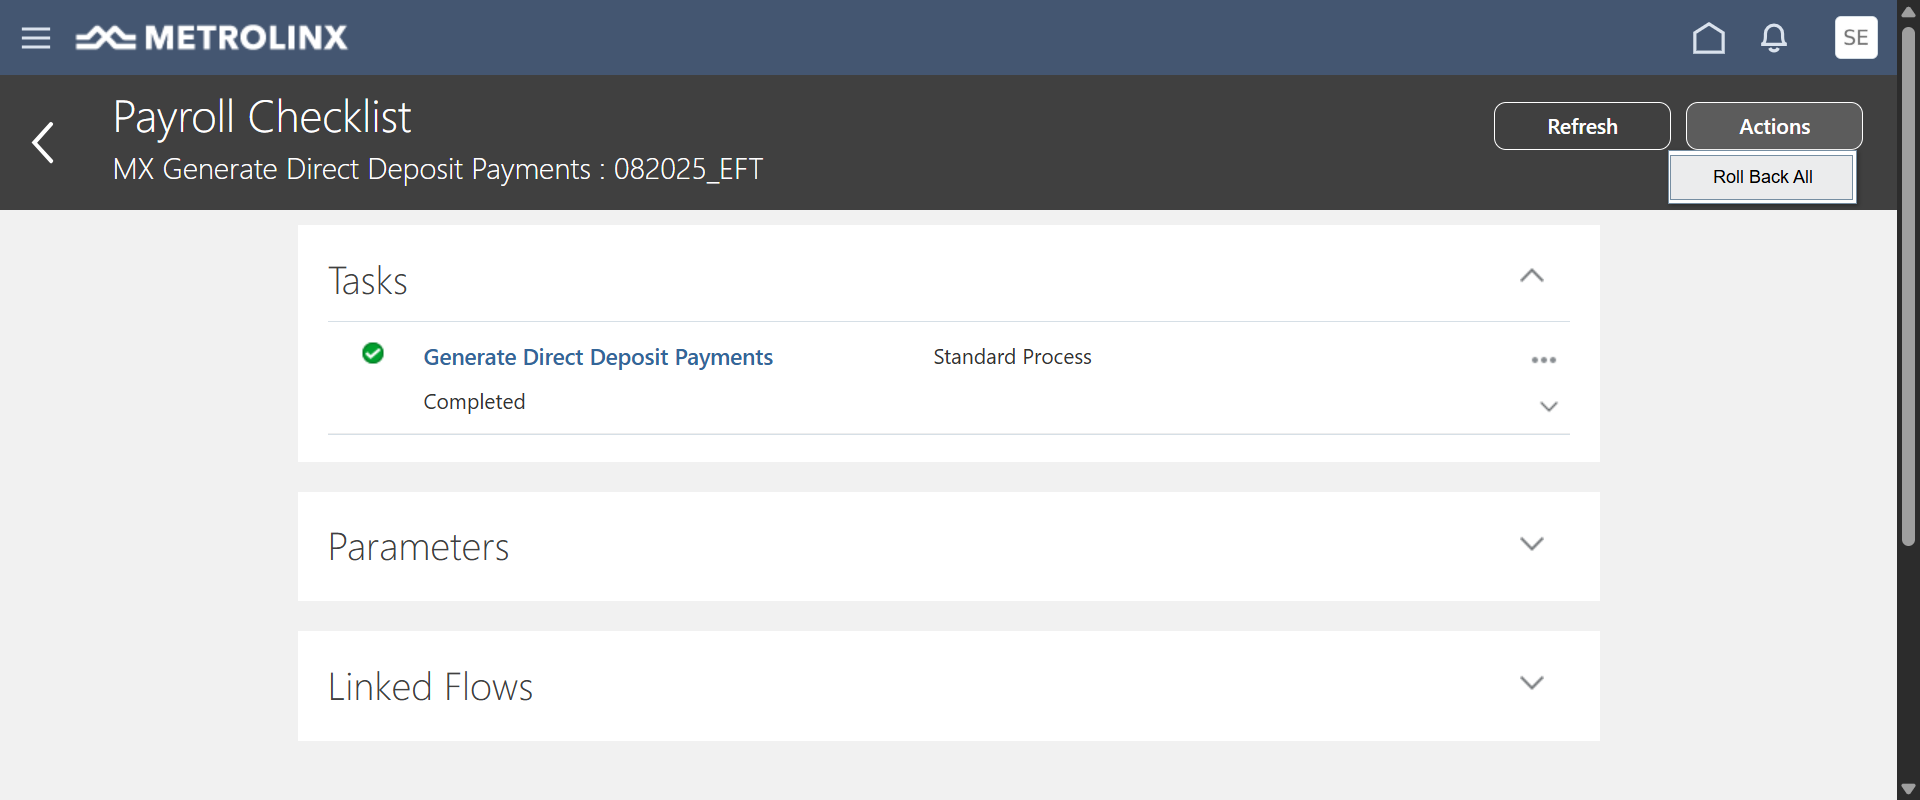 METROLINX
SE
Payroll Checklist
MX Generate Direct Deposit Payments : 082025_EFT
Refresh
Actions
Roll Back All
Tasks
Generate Direct Deposit Payments
Standard Process
Completed
Parameters
Linked Flows